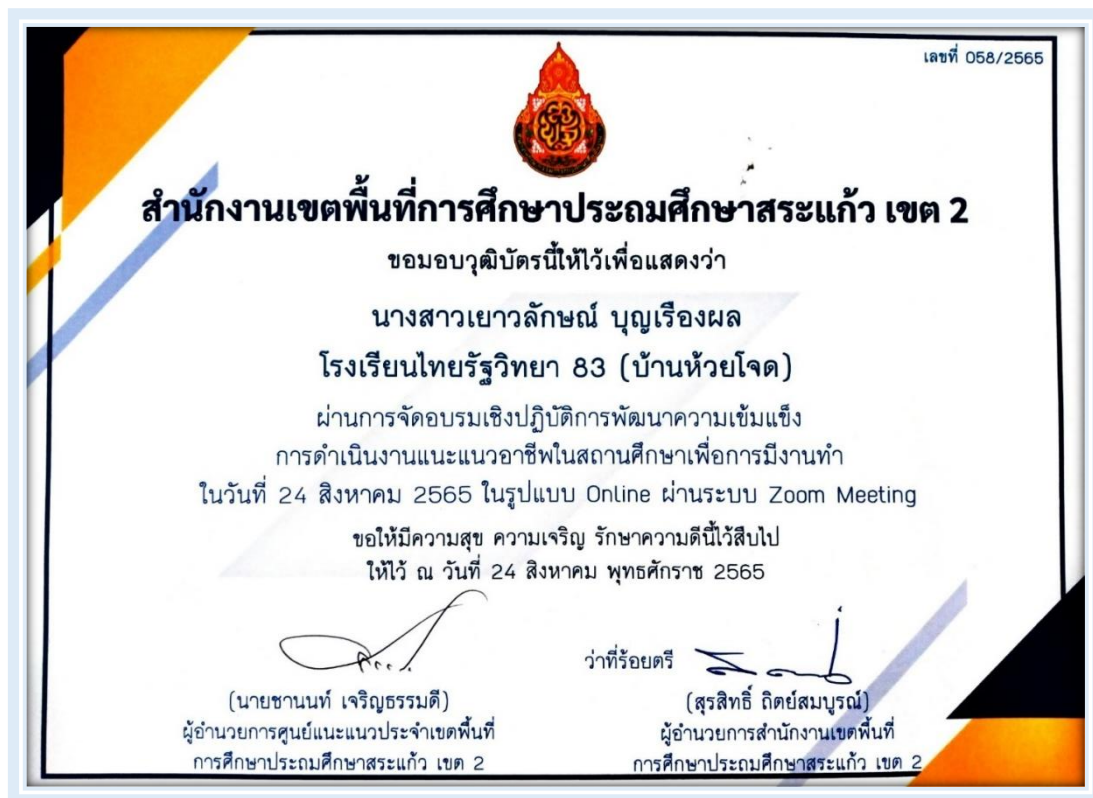 เลขที่ 058/2565
สำนักงานเขตพื้นที่การศึกษาประถมศึกษาสระแก้ว เขต 2
ขอมอบวุฒิบัตรนี้ให้ไว้เพื่อแสดงว่า
นางสาวเยาวลักษณ์ บุญเรืองผล
โรงเรียนไทยรัฐวิทยา 83 (บ้านห้วยโจด)
ผ่านการจัดอบรมเชิงปฏิบัติการพัฒนาความเข้มแข็ง
การดำเนินงานแนะแนวอาชีพในสถานศึกษาเพื่อการมีงานทำ
ในวันที่ 24 สิงหาคม 2565 ในรูปแบบ Online ผ่านระบบ Zoom Meeting
ขอให้มีความสุข ความเจริญ รักษาความดีนี้ไว้สืบไป
ให้ไว้ ณ วันที่ 24 สิงหาคม พุทธศักราช 2565
ว่าที่ร้อยตรี
(นายชานนท์ เจริญธรรมดี)
ผู้อำนวยการศูนย์แนะแนวประจำเขตพื้นที่
การศึกษาประถมศึกษาสระแก้ว เขต 2
(สุรสิทธิ์ ถิตย์สมบูรณ์)
ผู้อำนวยการสำนักงานเขตพื้นที่
การศึกษาประถมศึกษาสระแก้ว เขต 2